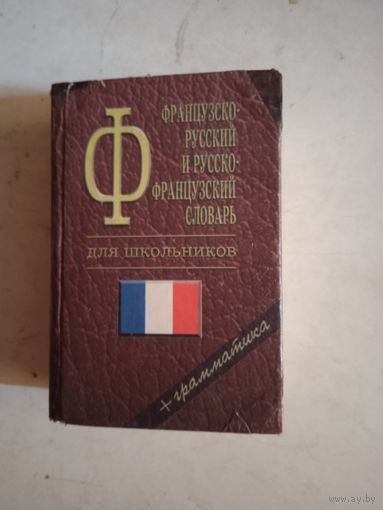 Ф
ФРАНЦУЗСКО-
РУССКИЙ
И РУССКО-
ФРАНЦУЗСКИЙ
СЛОВАРЬ
ДЛЯ ШКОЛЬНИКОВ
+ грамматика
www.ay.by